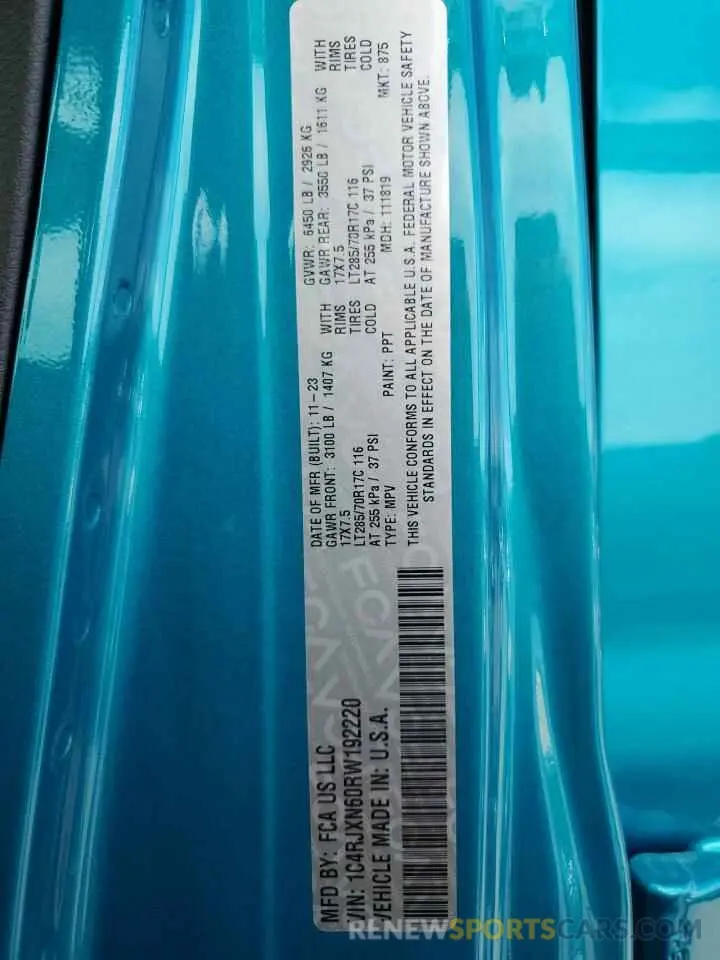 MFD BY: FCA US LLC
DATE OF MFR (BUILT): 11-23
GVWR: 6450 LB / 2926 KG
GAWR FRONT: 3100 LB / 1407 KG WITH
GAWR REAR: 3550 LB / 1611 KG WITH
17X7.5 RIMS
17X7.5 RIMS
LT285/70R17C 116 TIRES
LT285/70R17C 116 TIRES
AT 255 kPa / 37 PSI COLD
AT 255 kPa / 37 PSI COLD
VIN: 1C4RJXN60RW192220
TYPE: MPV PAINT: PPT MDH: 111819 MKT: 875
VEHICLE MADE IN: U.S.A.
THIS VEHICLE CONFORMS TO ALL APPLICABLE U.S.A. FEDERAL MOTOR VEHICLE SAFETY
STANDARDS IN EFFECT ON THE DATE OF MANUFACTURE SHOWN ABOVE.
RENEWSPORTSCARS.COM